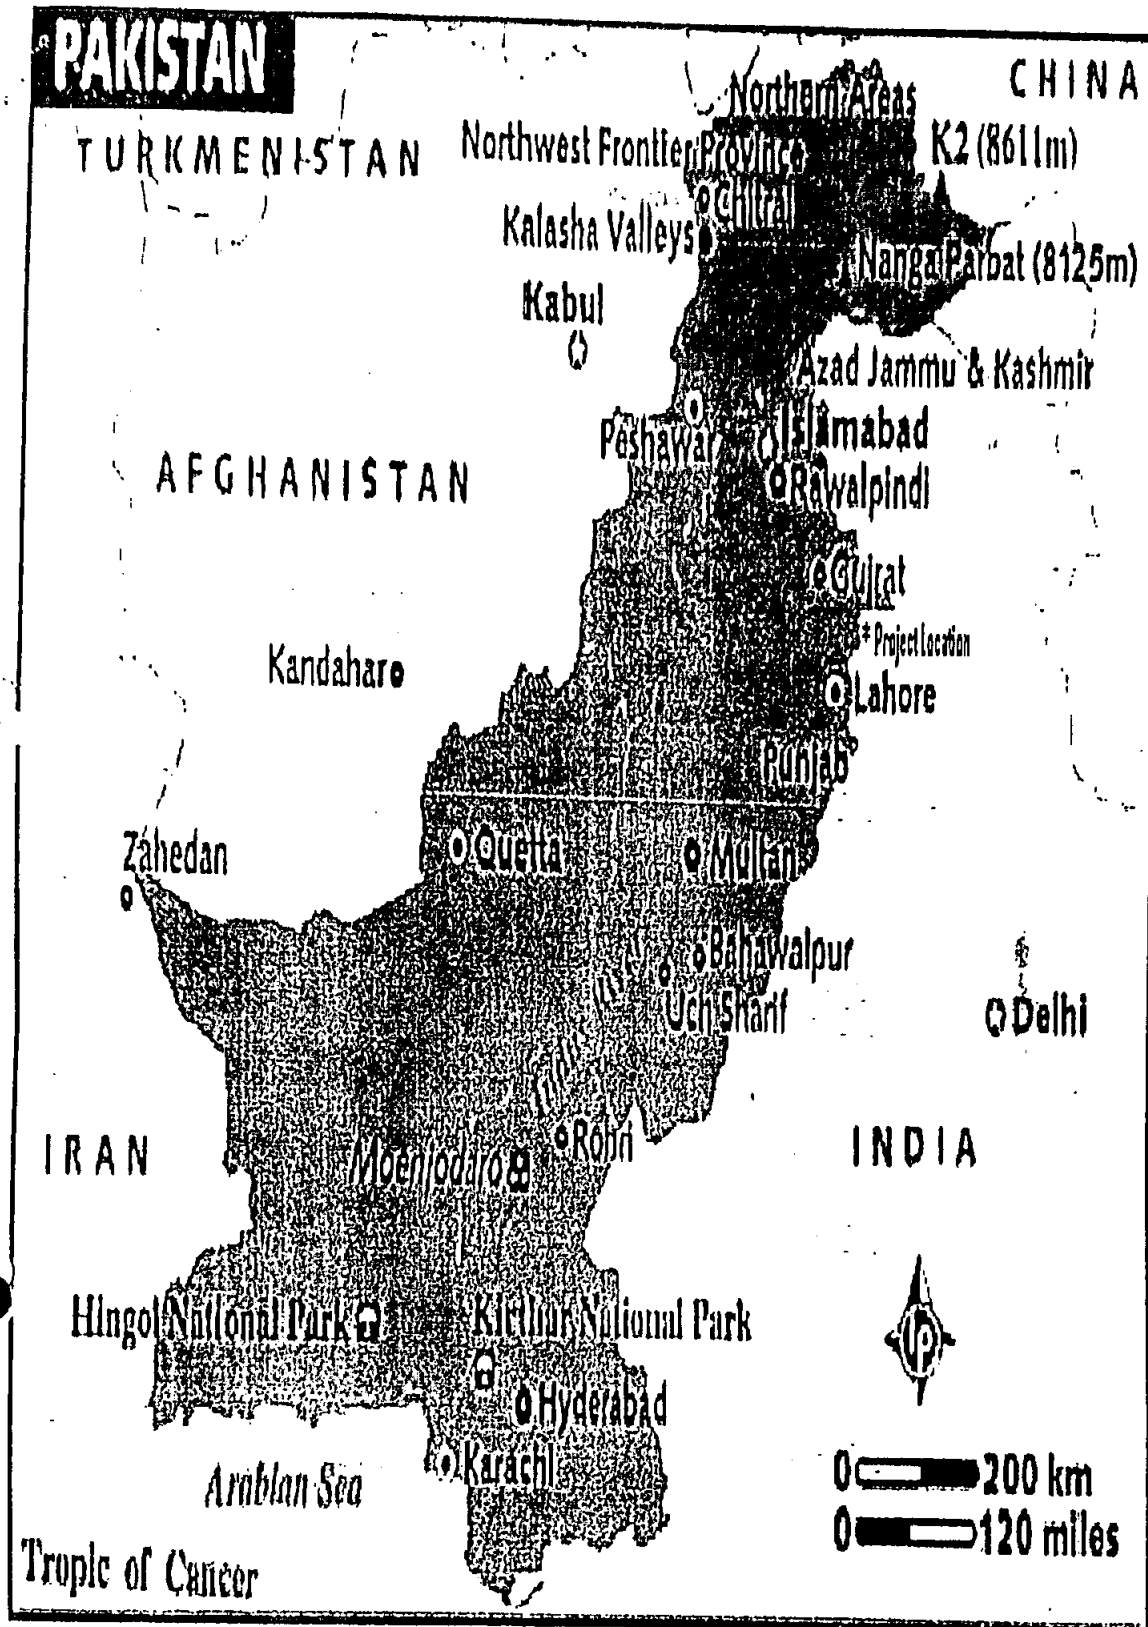 PAKISTAN
CHINA
Northern Areas
TURKMENISTAN
Northwest Frontier Province
K2 (8611m)
Chitral
Kalasha Valleys
Nanga Parbat (8125m)
Kabul
Azad Jammu & Kashmir
Islamabad
Peshawar
AFGHANISTAN
Rawalpindi
Gujrat
* Project Location
Kandahar
Lahore
Punjab
Zahedan
Quetta
Multan
Bahawalpur
Uch Sharif
Delhi
IRAN
Rohri
INDIA
Moenjodaro
Hingol National Park
Kirthar National Park
lp
Hyderabad
Karachi
Arabian Sea
0 200 km
0 120 miles
Tropic of Cancer